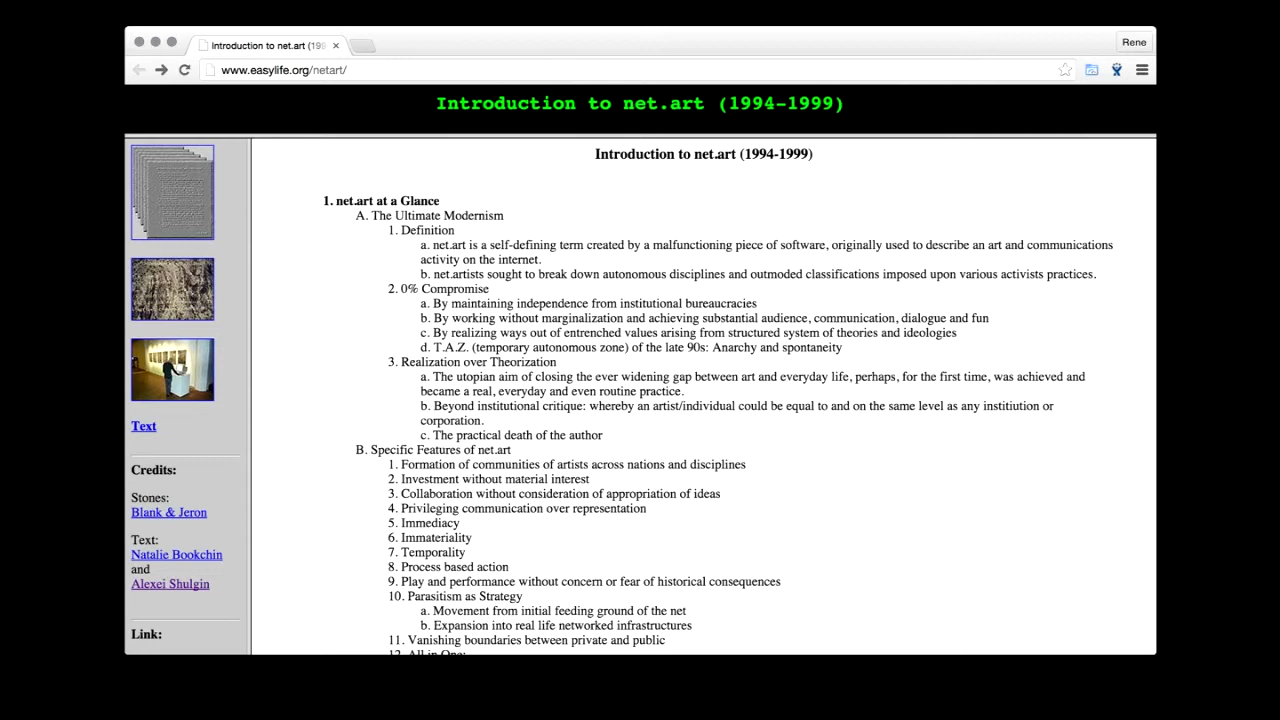 Introduction to net.art (199
Rene
www.easylife.org/netart/
Introduction to net.art (1994-1999)
Text
Credits:
Stones:
Blank & Jeron
Text:
Natalie Bookchin
and
Alexei Shulgin
Link:
Introduction to net.art (1994-1999)
1. net.art at a Glance
A. The Ultimate Modernism
1. Definition
a. net.art is a self-defining term created by a malfunctioning piece of software, originally used to describe an art and communications
activity on the internet.
b. net.artists sought to break down autonomous disciplines and outmoded classifications imposed upon various activists practices.
2. 0% Compromise
a. By maintaining independence from institutional bureaucracies
b. By working without marginalization and achieving substantial audience, communication, dialogue and fun
c. By realizing ways out of entrenched values arising from structured system of theories and ideologies
d. T.A.Z. (temporary autonomous zone) of the late 90s: Anarchy and spontaneity
3. Realization over Theorization
a. The utopian aim of closing the ever widening gap between art and everyday life, perhaps, for the first time, was achieved and
became a real, everyday and even routine practice.
b. Beyond institutional critique: whereby an artist/individual could be equal to and on the same level as any institiution or
corporation.
c. The practical death of the author
B. Specific Features of net.art
1. Formation of communities of artists across nations and disciplines
2. Investment without material interest
3. Collaboration without consideration of appropriation of ideas
4. Privileging communication over representation
5. Immediacy
6. Immateriality
7. Temporality
8. Process based action
9. Play and performance without concern or fear of historical consequences
10. Parasitism as Strategy
a. Movement from initial feeding ground of the net
b. Expansion into real life networked infrastructures
11. Vanishing boundaries between private and public
12. All in One: